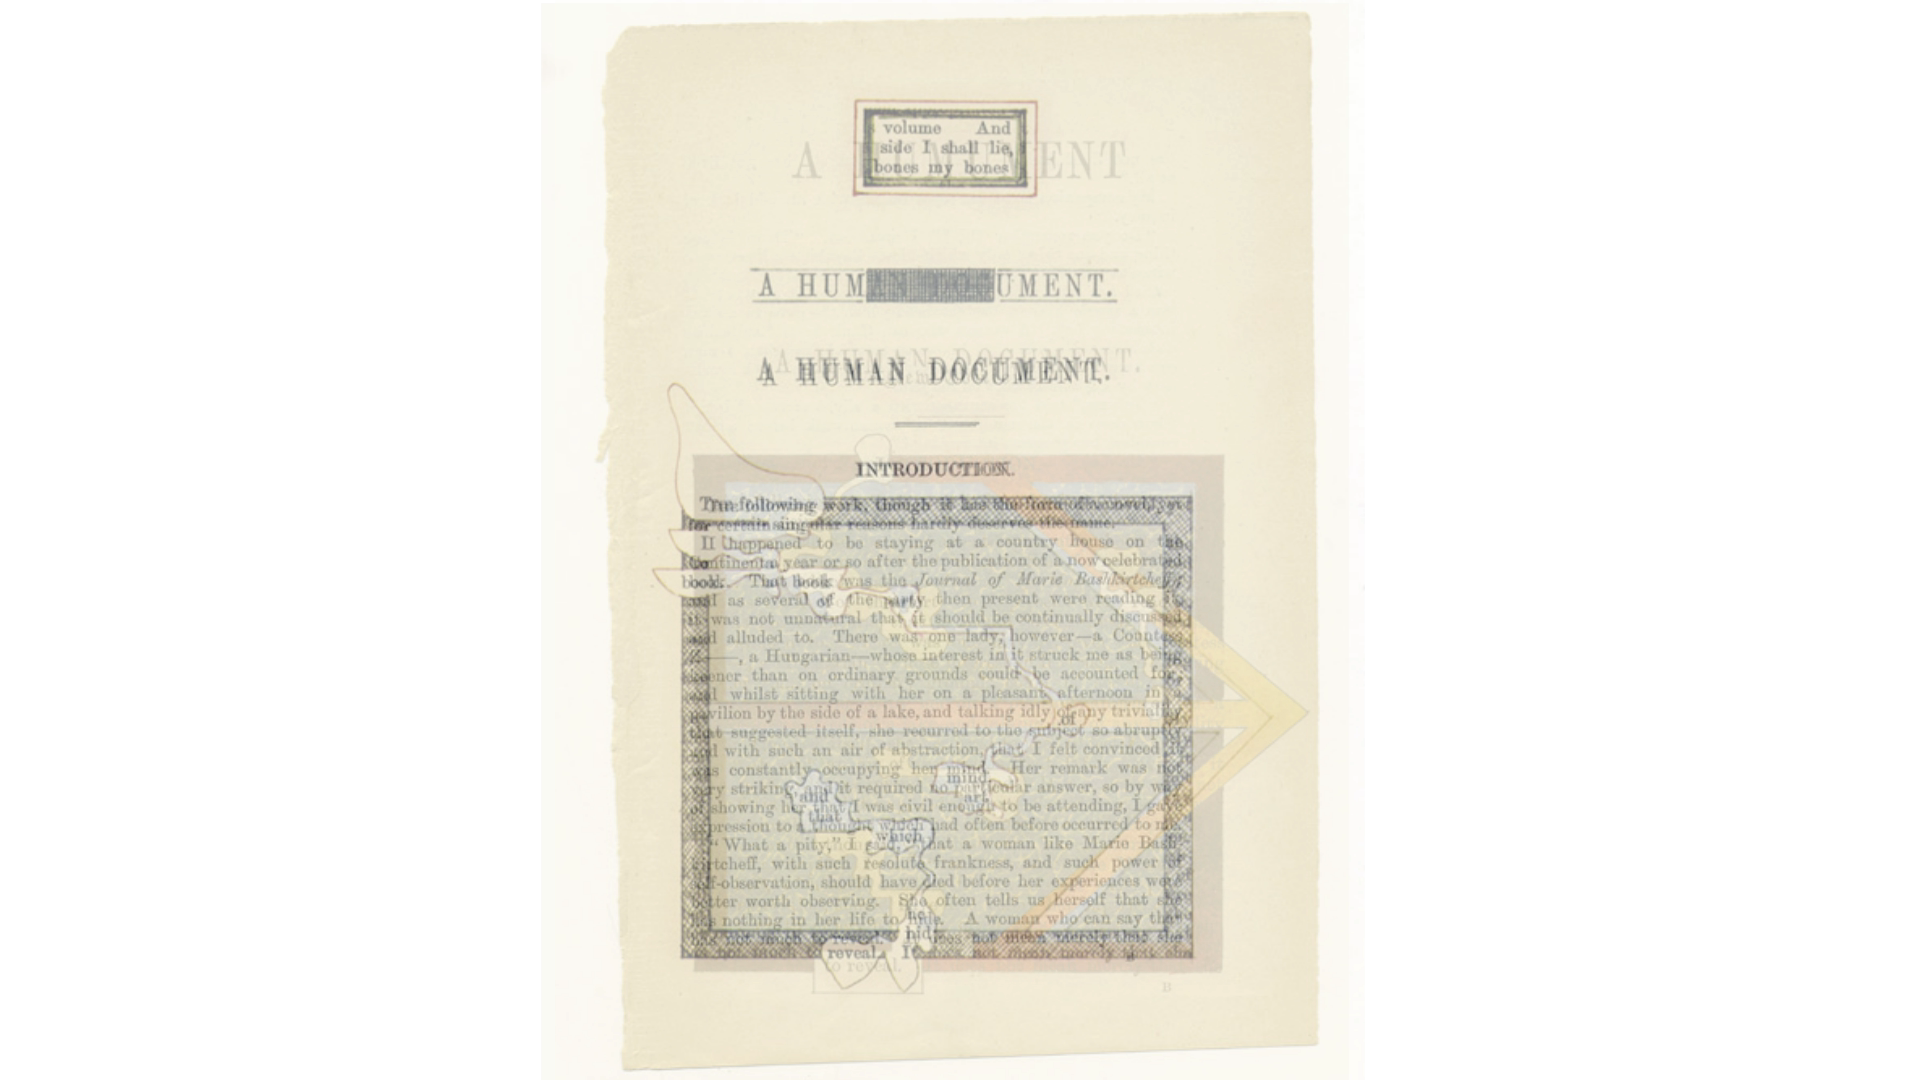 volume And
side I shall lie,
bones my bones
A HUMUMENT
A HUM UMENT.
A HUMAN DOCUMENT.
A HUMAN DOCUMENT.
INTRODUCTION.
The following work, though it has the form of a novel, yet
for certain singular reasons hardly deserves the name.
I happened to be staying at a country house on the
Continent a year or so after the publication of a now celebrated
book. That book was the Journal of Marie Bashkirtcheff;
and as several of the party then present were reading it,
it was not unnatural that it should be continually discussed
and alluded to. There was one lady, however—a Countess
—, a Hungarian—whose interest in it struck me as being
keener than on ordinary grounds could be accounted for;
and whilst sitting with her on a pleasant afternoon in a
pavilion by the side of a lake, and talking idly of any triviality
of
that suggested itself, she recurred to the subject so abruptly
and with such an air of abstraction, that I felt convinced it
was constantly occupying her mind. Her remark was not
mind
very striking, and it required no particular answer, so by way
and
of showing her that I was civil enough to be attending, I gave
that
expression to a thought which had often before occurred to me.
which
"What a pity," I said, "that a woman like Marie Bash-
kirtcheff, with such resolute frankness, and such power of
self-observation, should have died before her experiences were
better worth observing. She often tells us herself that she
has nothing in her life to hide. A woman who can say that
he
hid
has not much to reveal. It does not mean merely that she
reveal. I
to reveal.
B